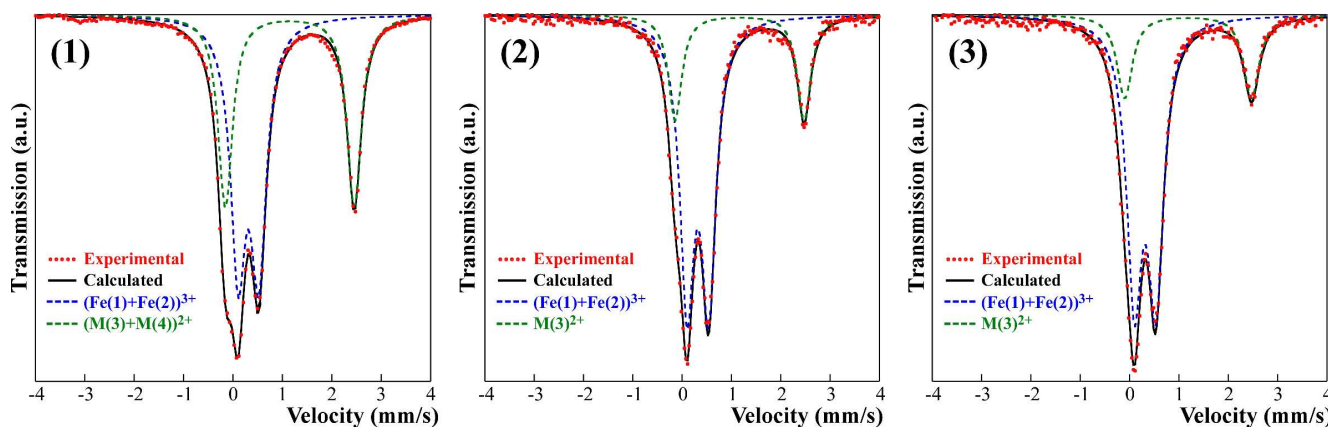 (1)
Transmission (a.u.)
Experimental
Calculated
(Fe(1)+Fe(2))³⁺
(M(3)+M(4))²⁺
-4 -3 -2 -1 0 1 2 3 4
Velocity (mm/s)
(2)
Transmission (a.u.)
Experimental
Calculated
(Fe(1)+Fe(2))³⁺
M(3)²⁺
-4 -3 -2 -1 0 1 2 3 4
Velocity (mm/s)
(3)
Transmission (a.u.)
Experimental
Calculated
(Fe(1)+Fe(2))³⁺
M(3)²⁺
-4 -3 -2 -1 0 1 2 3 4
Velocity (mm/s)